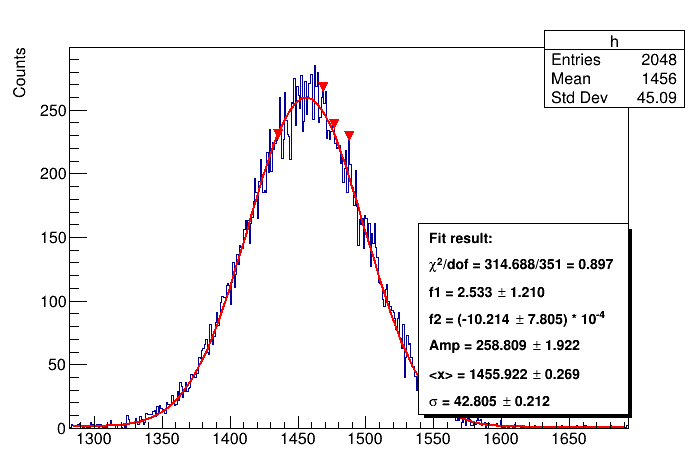 h
Entries 2048
Mean 1456
Std Dev 45.09
Counts
250
200
150
100
50
0
Fit result:
χ²/dof = 314.688/351 = 0.897
f1 = 2.533 ± 1.210
f2 = (-10.214 ± 7.805) * 10⁻⁴
Amp = 258.809 ± 1.922
<x> = 1455.922 ± 0.269
σ = 42.805 ± 0.212
1300 1350 1400 1450 1500 1550 1600 1650